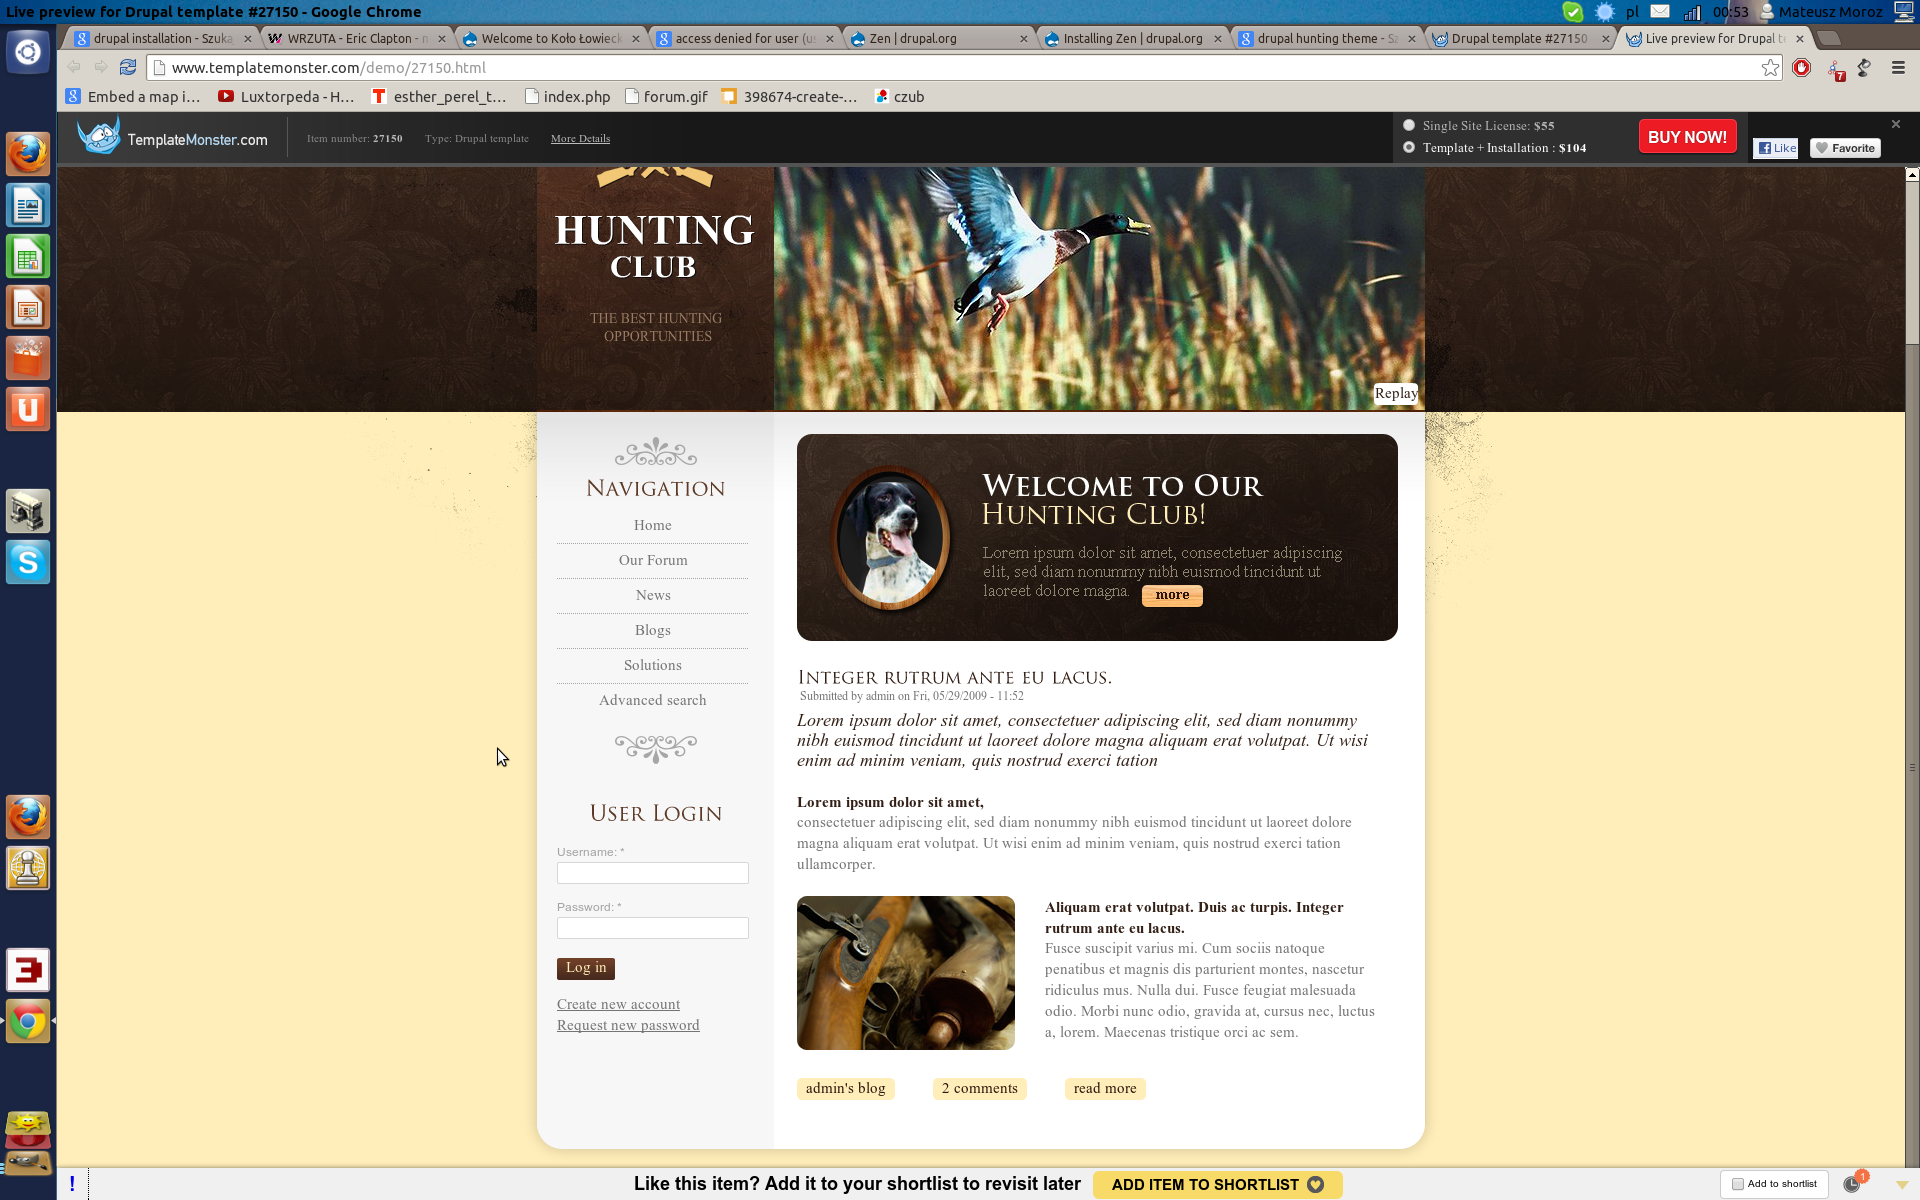 Live preview for Drupal template #27150 - Google Chrome
pl
00:53
Mateusz Moroz
drupal installation - Szuka
WRZUTA - Eric Clapton - n
Welcome to Koło Łowieck
access denied for user (u
Zen | drupal.org
Installing Zen | drupal.org
drupal hunting theme - Sz
Drupal template #27150
Live preview for Drupal te
www.templatemonster.com/demo/27150.html
7
Embed a map i...
Luxtorpeda - H...
esther_perel_t...
index.php
forum.gif
398674-create-...
czub
TemplateMonster.com
Item number: 27150
Type: Drupal template
More Details
Single Site License: $55
Template + Installation : $104
BUY NOW!
Like
Favorite
HUNTING
CLUB
THE BEST HUNTING
OPPORTUNITIES
Replay
Navigation
Home
Our Forum
News
Blogs
Solutions
Advanced search
User Login
Username: *
Password: *
Log in
Create new account
Request new password
Welcome to Our
Hunting Club!
Lorem ipsum dolor sit amet, consectetuer adipiscing
elit, sed diam nonummy nibh euismod tincidunt ut
laoreet dolore magna.
more
Integer rutrum ante eu lacus.
Submitted by admin on Fri, 05/29/2009 - 11:52
Lorem ipsum dolor sit amet, consectetuer adipiscing elit, sed diam nonummy
nibh euismod tincidunt ut laoreet dolore magna aliquam erat volutpat. Ut wisi
enim ad minim veniam, quis nostrud exerci tation
Lorem ipsum dolor sit amet,
consectetuer adipiscing elit, sed diam nonummy nibh euismod tincidunt ut laoreet dolore
magna aliquam erat volutpat. Ut wisi enim ad minim veniam, quis nostrud exerci tation
ullamcorper.
Aliquam erat volutpat. Duis ac turpis. Integer
rutrum ante eu lacus.
Fusce suscipit varius mi. Cum sociis natoque
penatibus et magnis dis parturient montes, nascetur
ridiculus mus. Nulla dui. Fusce feugiat malesuada
odio. Morbi nunc odio, gravida at, cursus nec, luctus
a, lorem. Maecenas tristique orci ac sem.
admin's blog
2 comments
read more
!
Like this item? Add it to your shortlist to revisit later
ADD ITEM TO SHORTLIST
Add to shortlist
1